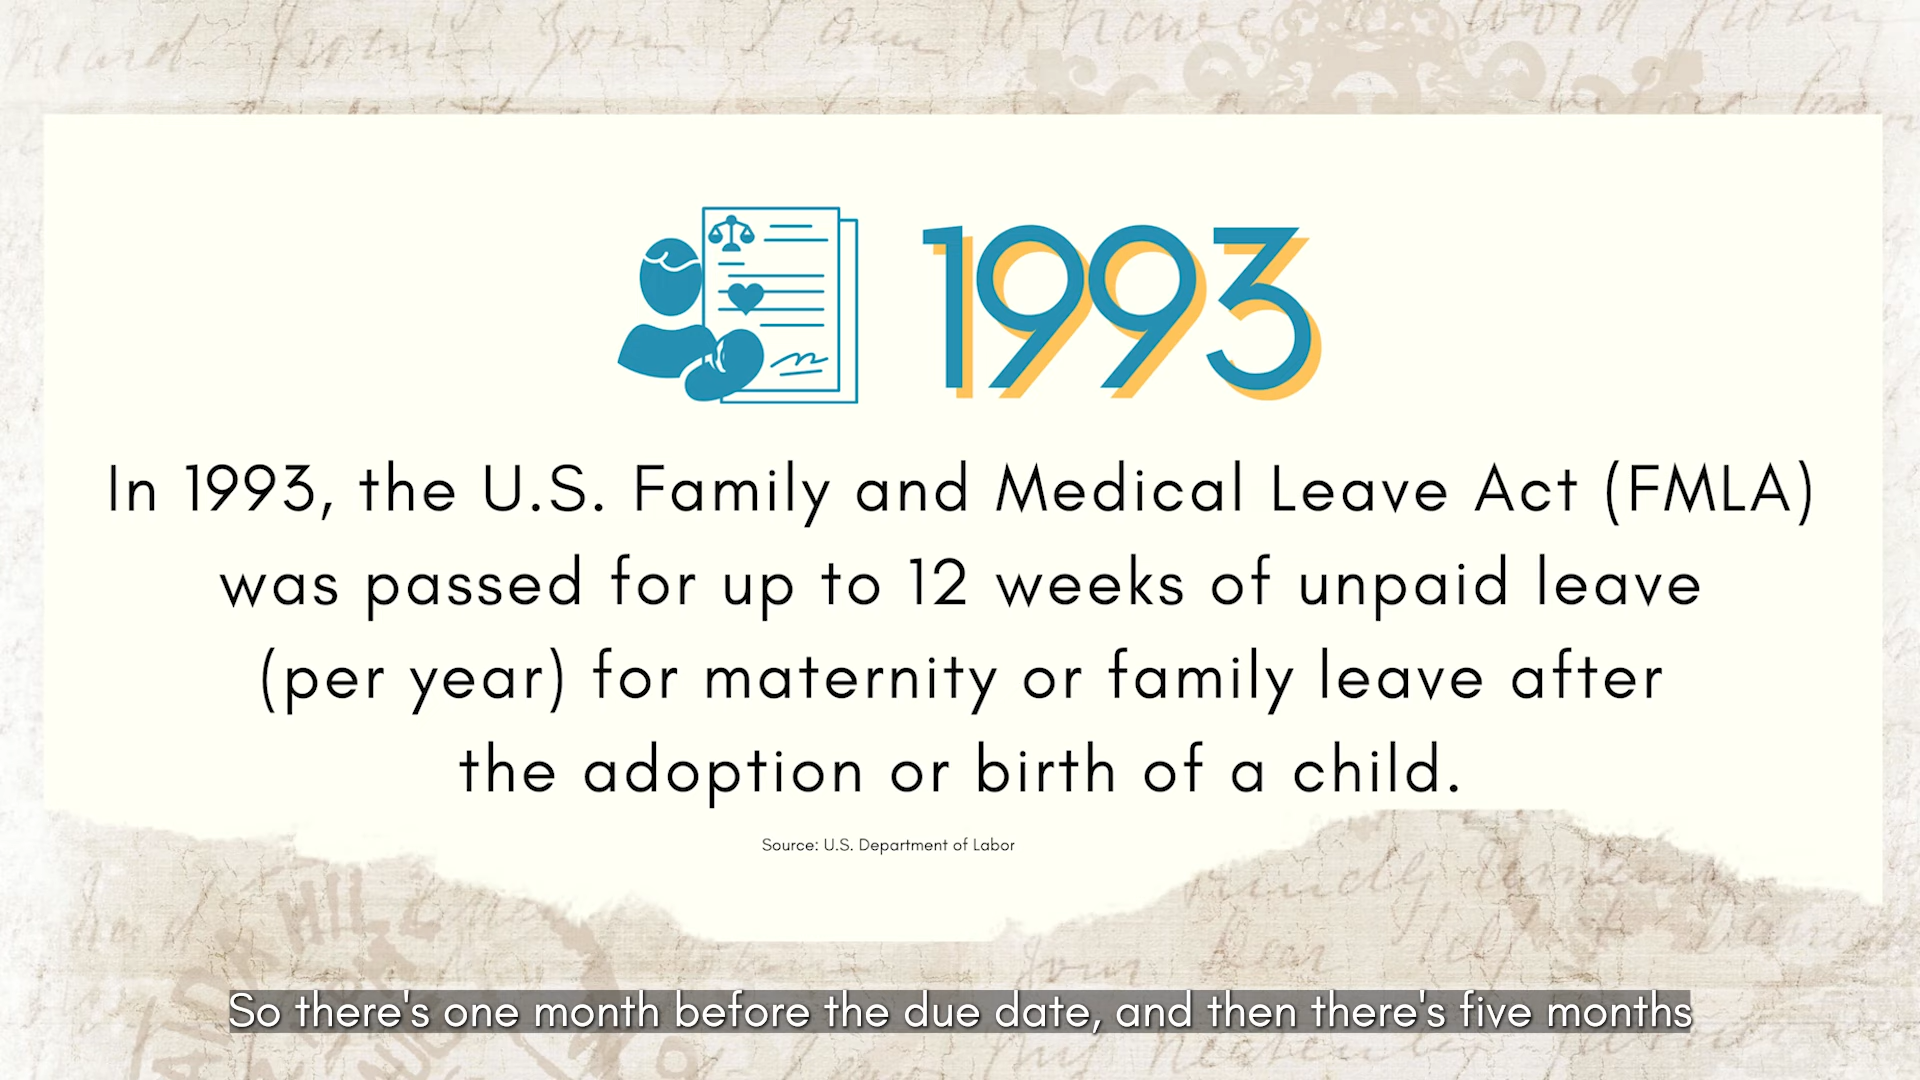 1993
In 1993, the U.S. Family and Medical Leave Act (FMLA)
was passed for up to 12 weeks of unpaid leave
(per year) for maternity or family leave after
the adoption or birth of a child.
Source: U.S. Department of Labor
So there's one month before the due date, and then there's five months